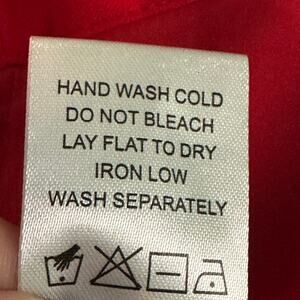 HAND WASH COLD
DO NOT BLEACH
LAY FLAT TO DRY
IRON LOW
WASH SEPARATELY